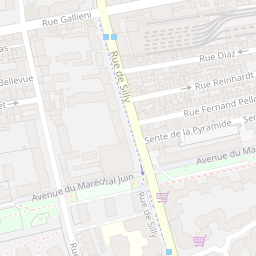 Rue Gallieni
Rue Diaz
Bellevue
Rue de Silly
Rue Reinhardt
Rue Fernand Pello
Sente de la Pyramide
Avenue du Ma
Avenue du Maréchal Juin
Rue de Silly